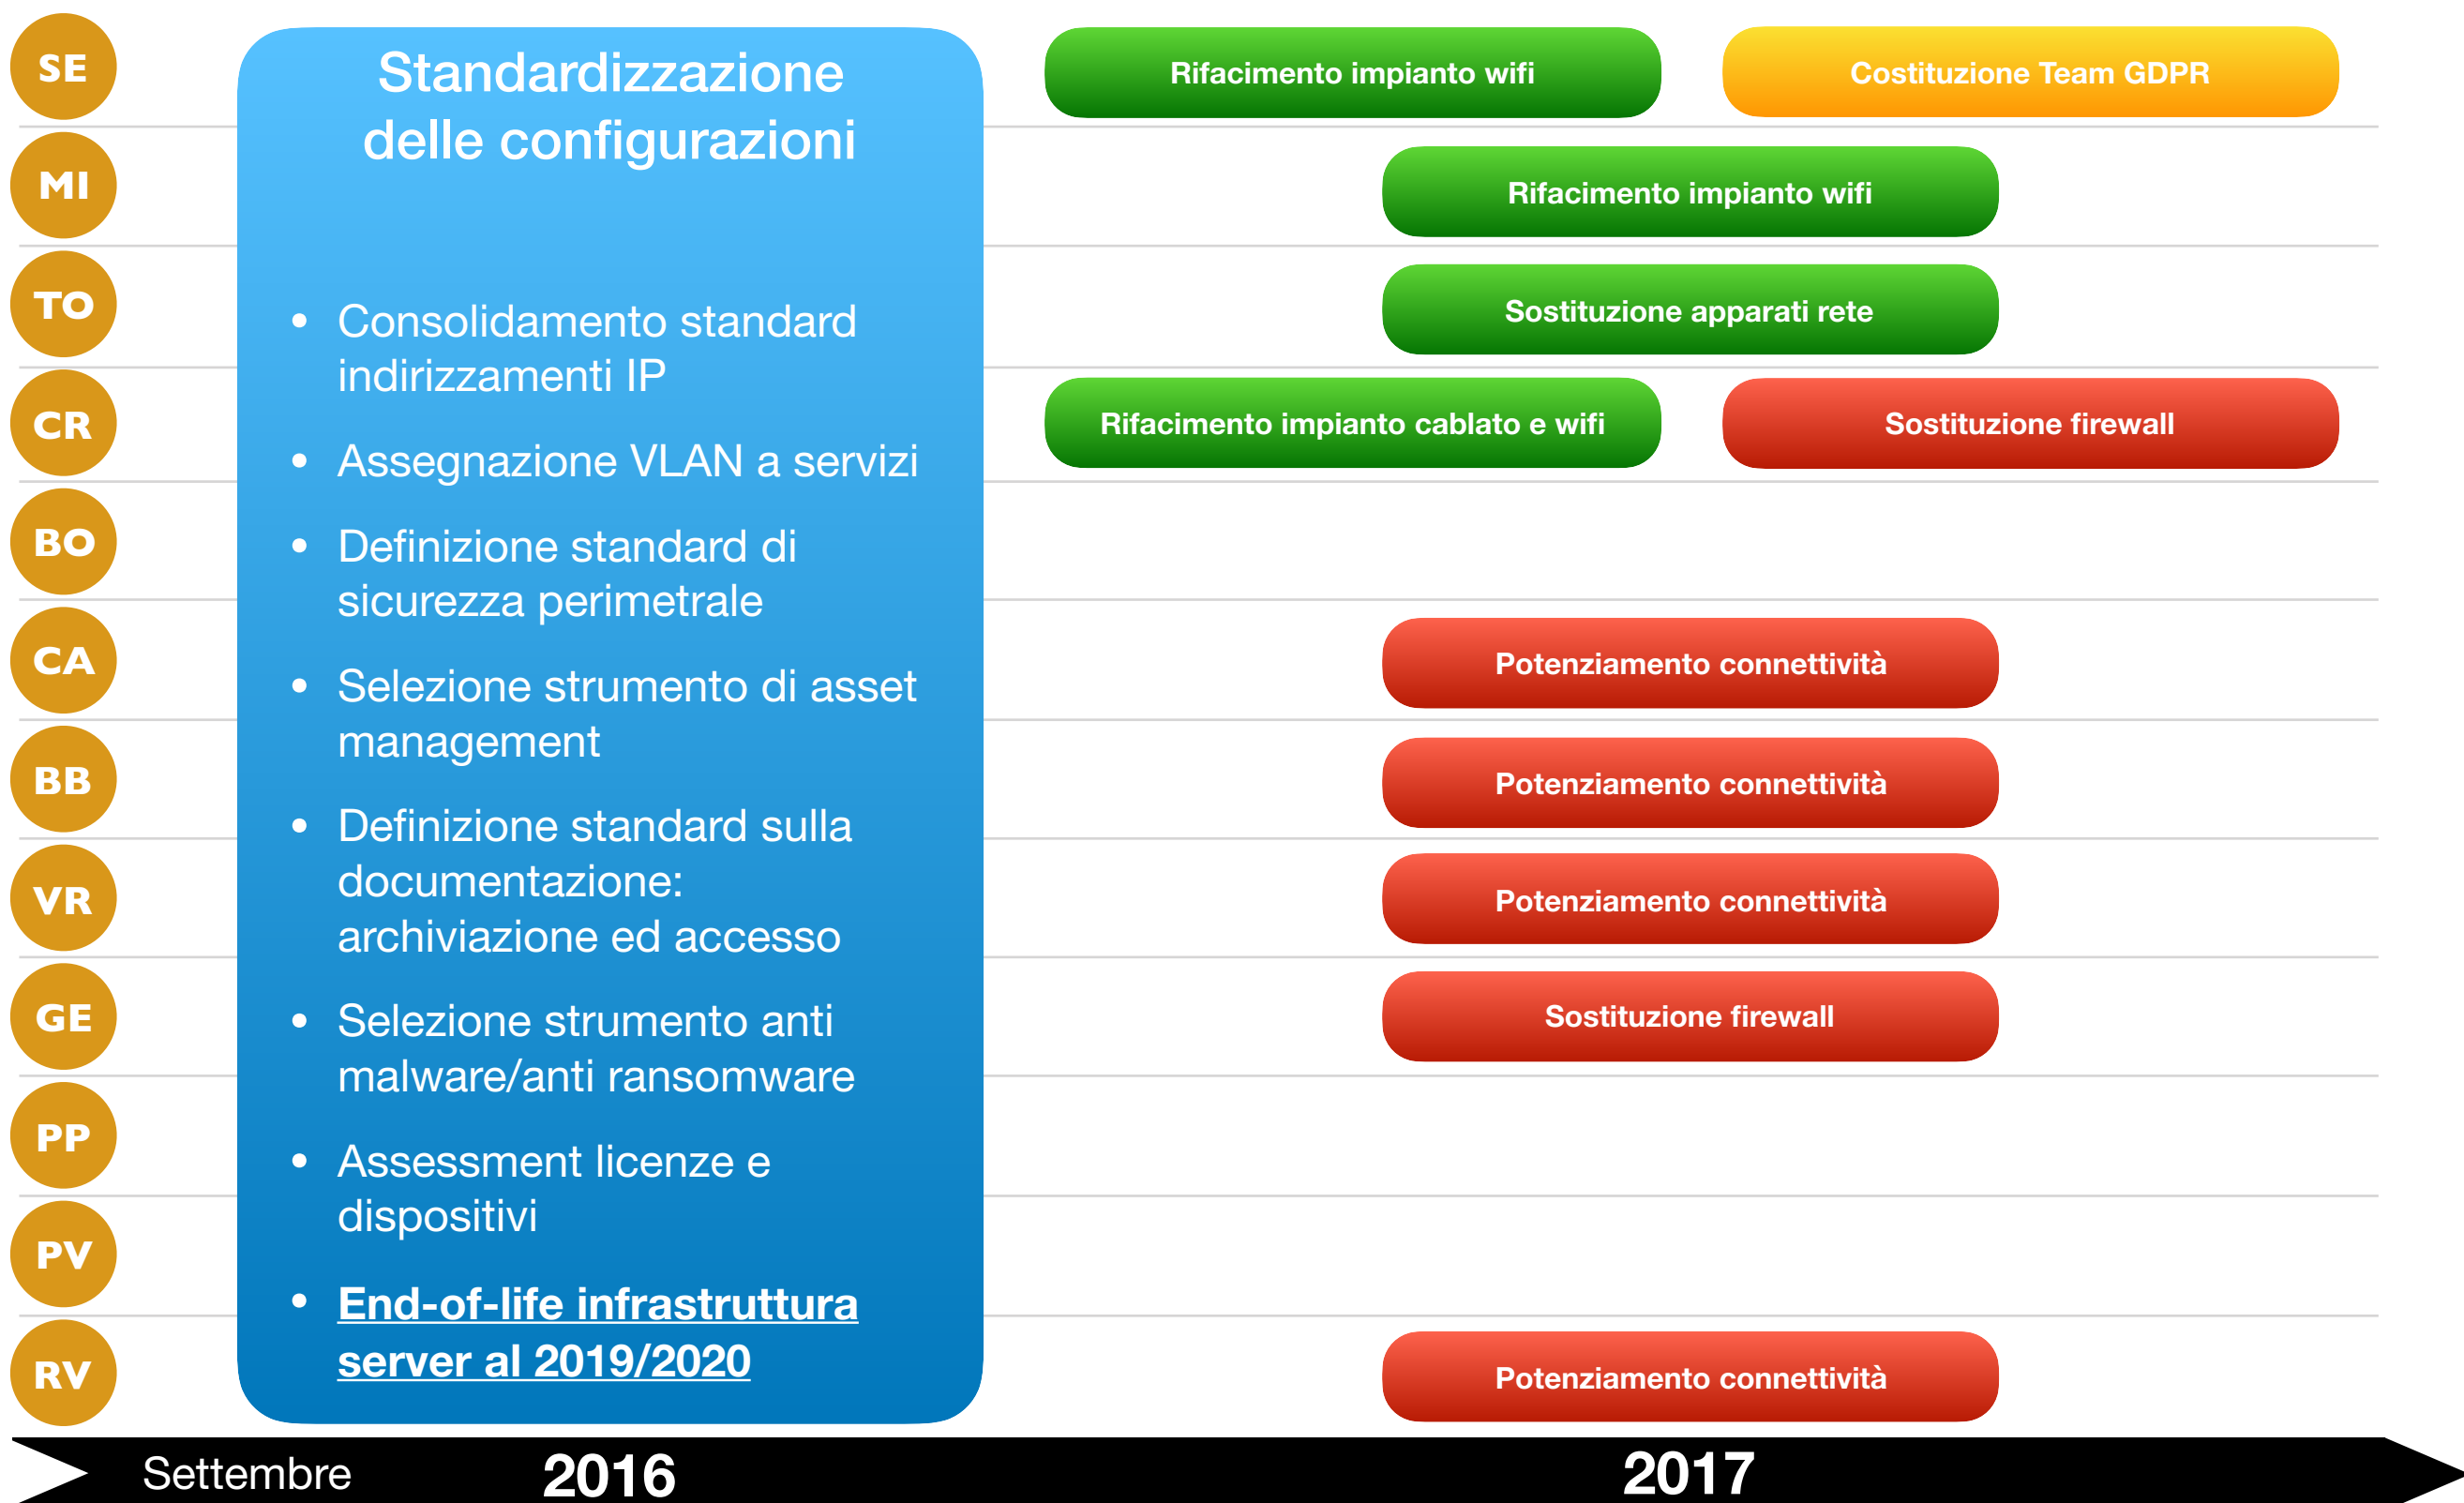 SE
Standardizzazione
delle configurazioni
Rifacimento impianto wifi
Costituzione Team GDPR
MI
Rifacimento impianto wifi
TO
Sostituzione apparati rete
• Consolidamento standard
indirizzamenti IP
CR
Rifacimento impianto cablato e wifi
Sostituzione firewall
• Assegnazione VLAN a servizi
BO
• Definizione standard di
sicurezza perimetrale
CA
Potenziamento connettività
• Selezione strumento di asset
management
BB
Potenziamento connettività
• Definizione standard sulla
documentazione:
archiviazione ed accesso
VR
Potenziamento connettività
GE
Sostituzione firewall
• Selezione strumento anti
malware/anti ransomware
PP
• Assessment licenze e
dispositivi
PV
• End-of-life infrastruttura
server al 2019/2020
RV
Potenziamento connettività
Settembre
2016
2017